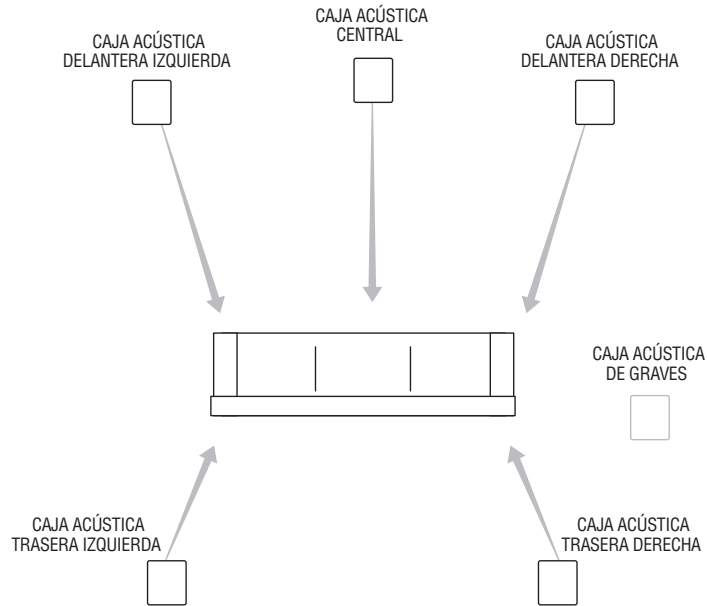 CAJA ACÚSTICA
CENTRAL
CAJA ACÚSTICA
DELANTERA IZQUIERDA
CAJA ACÚSTICA
DELANTERA DERECHA
CAJA ACÚSTICA
DE GRAVES
CAJA ACÚSTICA
TRASERA IZQUIERDA
CAJA ACÚSTICA
TRASERA DERECHA